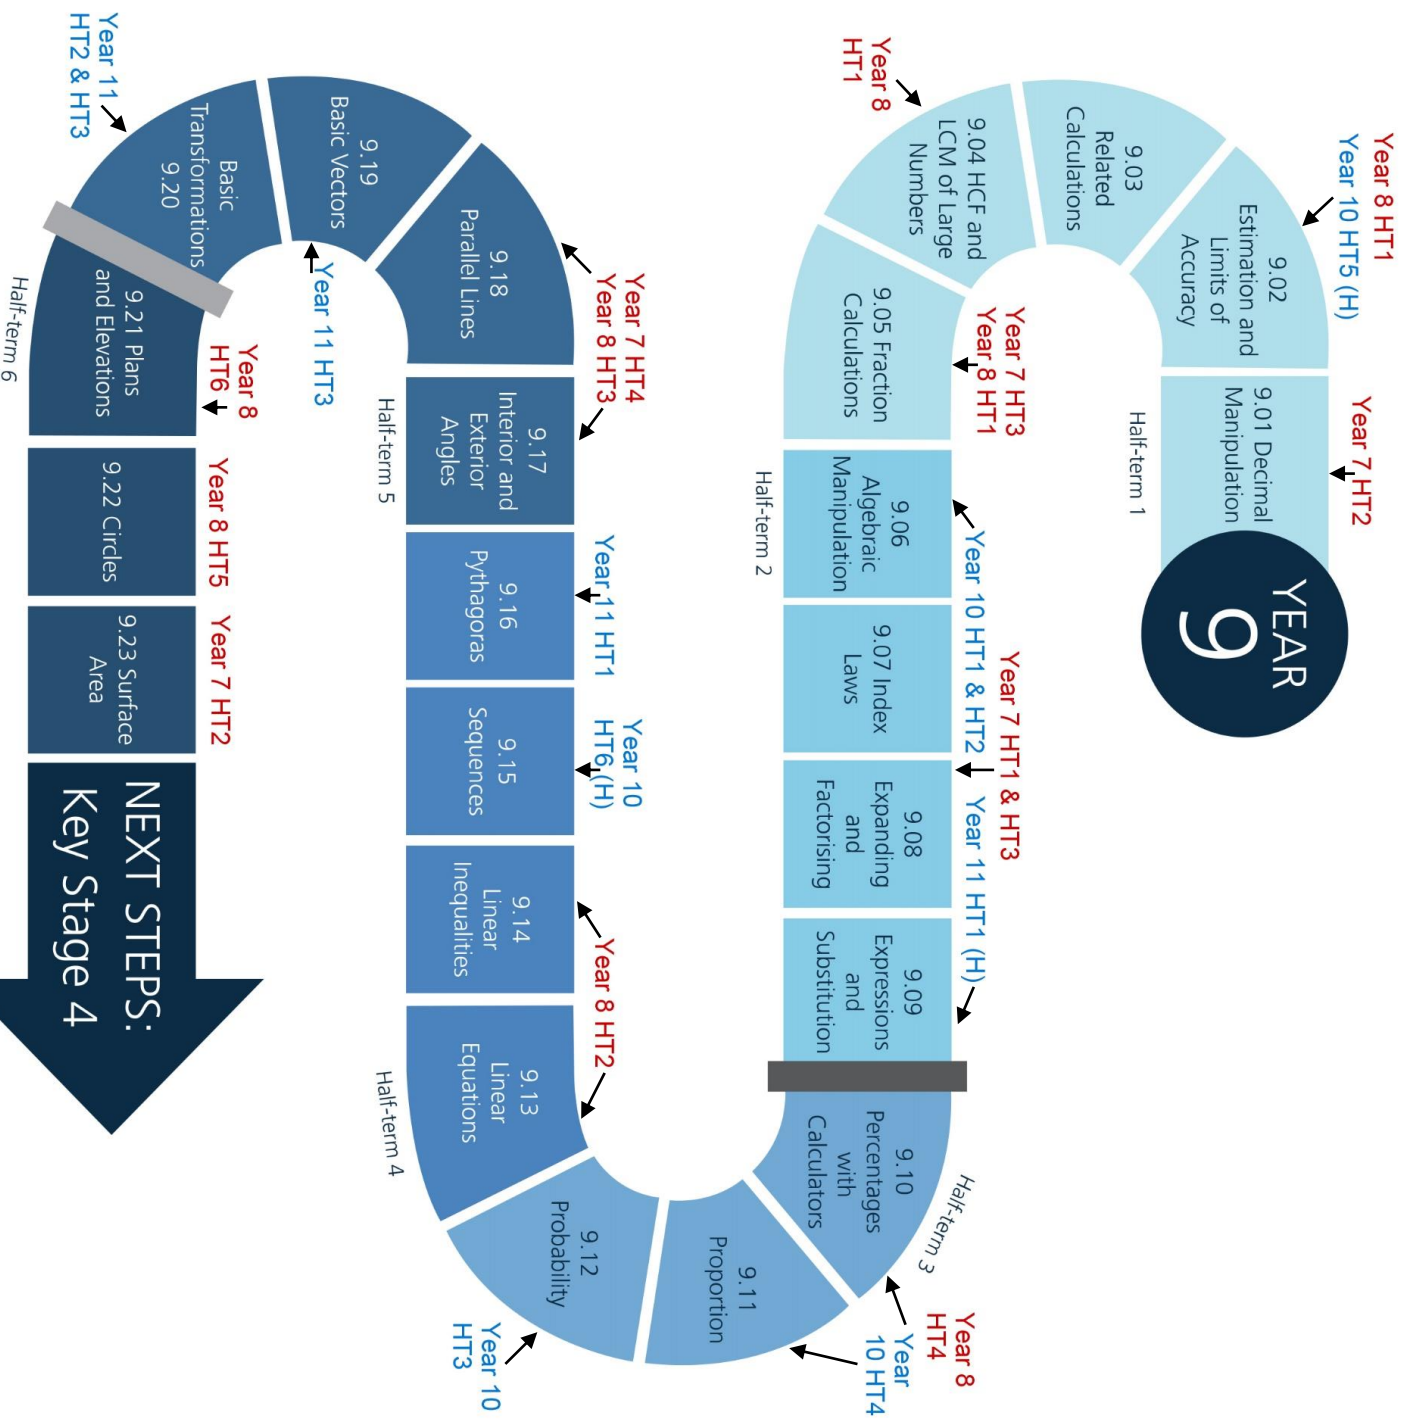 YEAR
9
9.01 Decimal
Manipulation
Year 7 HT2
Half-term 1
9.02
Estimation and
Limits of
Accuracy
Year 8 HT1
Year 10 HT5 (H)
9.03
Related
Calculations
9.04 HCF and
LCM of Large
Numbers
Year 8
HT1
9.05 Fraction
Calculations
Year 7 HT3
Year 8 HT1
Half-term 2
9.06
Algebraic
Manipulation
Year 10 HT1 & HT2
9.07 Index
Laws
9.08
Expanding
and
Factorising
Year 7 HT1 & HT3
9.09
Expressions
and
Substitution
Year 11 HT1 (H)
Half-term 3
9.10
Percentages
with
Calculators
Year 8
HT4
Year
10 HT4
9.11
Proportion
9.12
Probability
Year 10
HT3
Half-term 4
9.13
Linear
Equations
Year 8 HT2
9.14
Linear
Inequalities
9.15
Sequences
Year 10
HT6 (H)
9.16
Pythagoras
Year 11 HT1
Half-term 5
9.17
Interior and
Exterior
Angles
Year 7 HT4
Year 8 HT3
9.18
Parallel Lines
9.19
Basic Vectors
Year 11 HT3
Basic
Transformations
9.20
Year 11
HT2 & HT3
Half-term 6
9.21 Plans
and Elevations
Year 8
HT6
9.22 Circles
Year 8 HT5
9.23 Surface
Area
Year 7 HT2
NEXT STEPS:
Key Stage 4